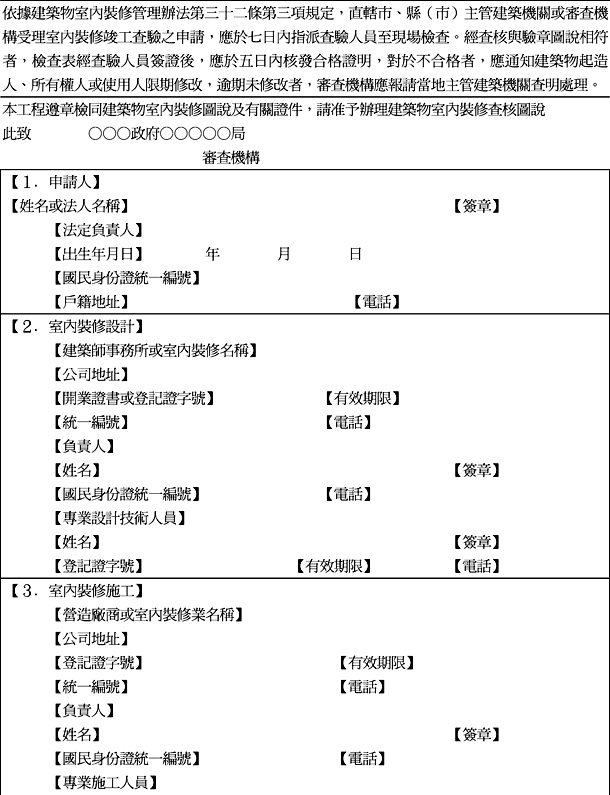 依據建築物室內裝修管理辦法第三十二條第三項規定，直轄市、縣（市）主管建築機關或審查機
構受理室內裝修竣工查驗之申請，應於七日內指派查驗人員至現場檢查。經查核與驗章圖說相符
者，檢查表經查驗人員簽證後，應於五日內核發合格證明，對於不合格者，應通知建築物起造
人、所有權人或使用人限期修改，逾期未修改者，審查機構應報請當地主管建築機關查明處理。
本工程遵章檢同建築物室內裝修圖說及有關證件，請准予辦理建築物室內裝修查核圖說
此致 ○○○政府○○○○○局
審查機構
【１．申請人】
【姓名或法人名稱】 【簽章】
【法定負責人】
【出生年月日】 年 月 日
【國民身份證統一編號】
【戶籍地址】 【電話】
【２．室內裝修設計】
【建築師事務所或室內裝修名稱】
【公司地址】
【開業證書或登記證字號】 【有效期限】
【統一編號】 【電話】
【負責人】
【姓名】 【簽章】
【國民身份證統一編號】 【電話】
【專業設計技術人員】
【姓名】 【簽章】
【登記證字號】 【有效期限】 【電話】
【３．室內裝修施工】
【營造廠商或室內裝修業名稱】
【公司地址】
【登記證字號】 【有效期限】
【統一編號】 【電話】
【負責人】
【姓名】 【簽章】
【國民身份證統一編號】 【電話】
【專業施工人員】